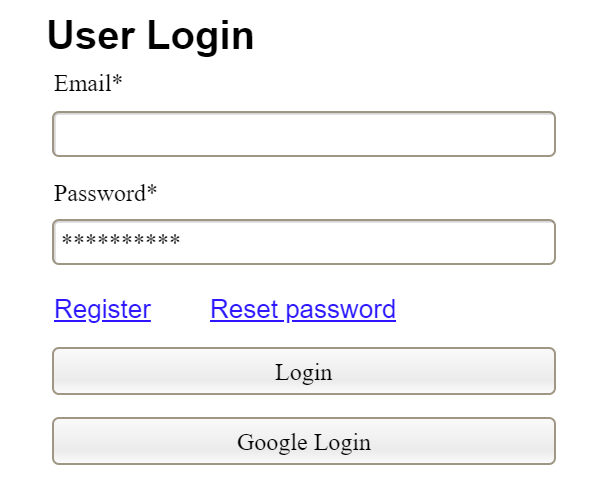 User Login
Email*
Password*
**********
Register Reset password
Login
Google Login